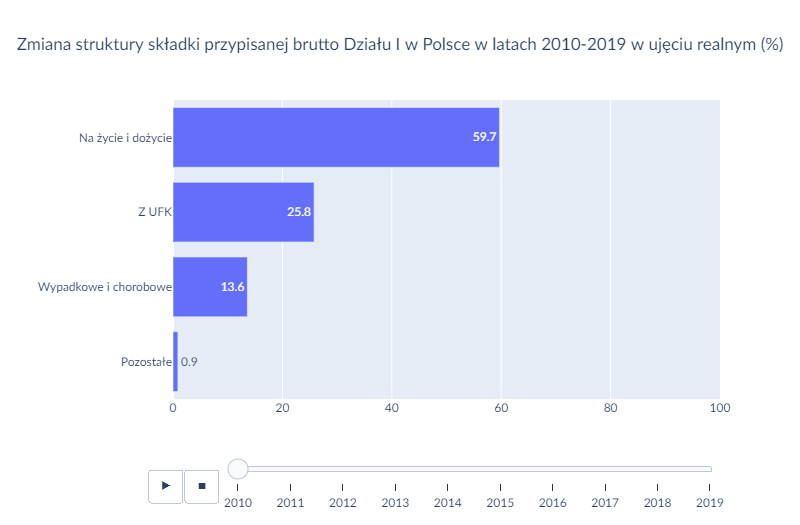 Zmiana struktury składki przypisanej brutto Działu I w Polsce w latach 2010-2019 w ujęciu realnym (%)
Na życie i dożycie 59.7
Z UFK 25.8
Wypadkowe i chorobowe 13.6
Pozostałe 0.9
0 20 40 60 80 100
2010 2011 2012 2013 2014 2015 2016 2017 2018 2019